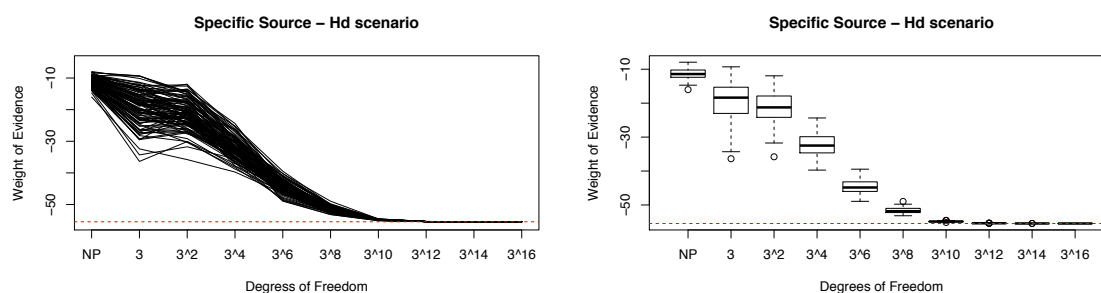 Specific Source – Hd scenario
Weight of Evidence
-10
-30
-50
NP 3 3^2 3^4 3^6 3^8 3^10 3^12 3^14 3^16
Degress of Freedom
Specific Source – Hd scenario
Weight of Evidence
-10
-30
-50
NP 3 3^2 3^4 3^6 3^8 3^10 3^12 3^14 3^16
Degrees of Freedom